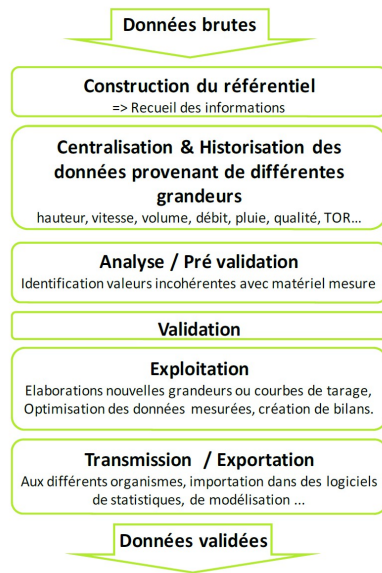 Données brutes
Construction du référentiel
=> Recueil des informations
Centralisation & Historisation des
données provenant de différentes
grandeurs
hauteur, vitesse, volume, débit, pluie, qualité, TOR...
Analyse / Pré validation
Identification valeurs incohérentes avec matériel mesure
Validation
Exploitation
Elaborations nouvelles grandeurs ou courbes de tarage,
Optimisation des données mesurées, création de bilans.
Transmission / Exportation
Aux différents organismes, importation dans des logiciels
de statistiques, de modélisation ...
Données validées